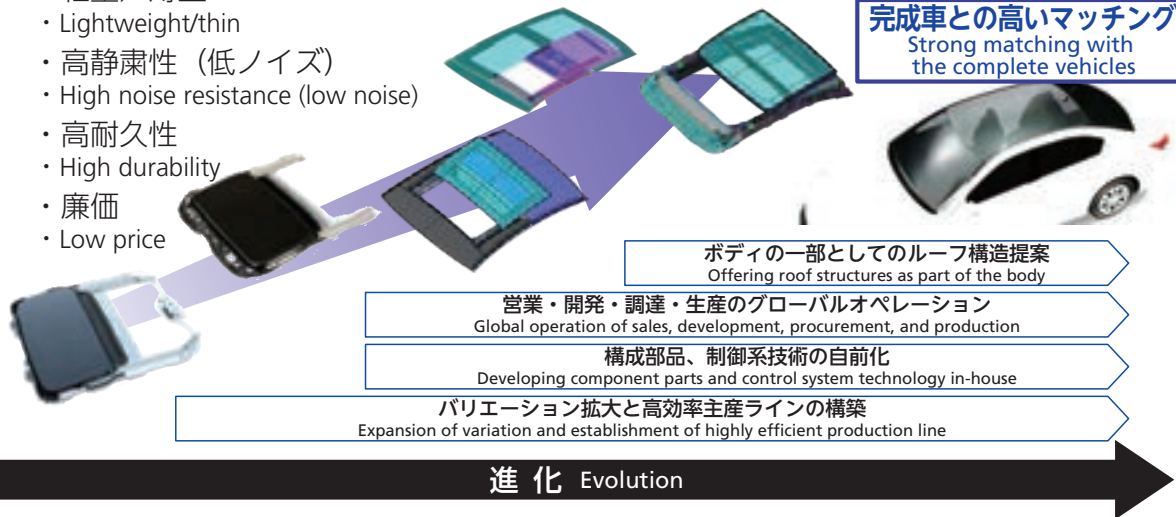 ・Lightweight/thin
・高静粛性（低ノイズ）
・High noise resistance (low noise)
・高耐久性
・High durability
・廉価
・Low price
完成車との高いマッチング
Strong matching with
the complete vehicles
ボディの一部としてのルーフ構造提案
Offering roof structures as part of the body
営業・開発・調達・生産のグローバルオペレーション
Global operation of sales, development, procurement, and production
構成部品、制御系技術の自前化
Developing component parts and control system technology in-house
バリエーション拡大と高効率主産ラインの構築
Expansion of variation and establishment of highly efficient production line
進 化 Evolution